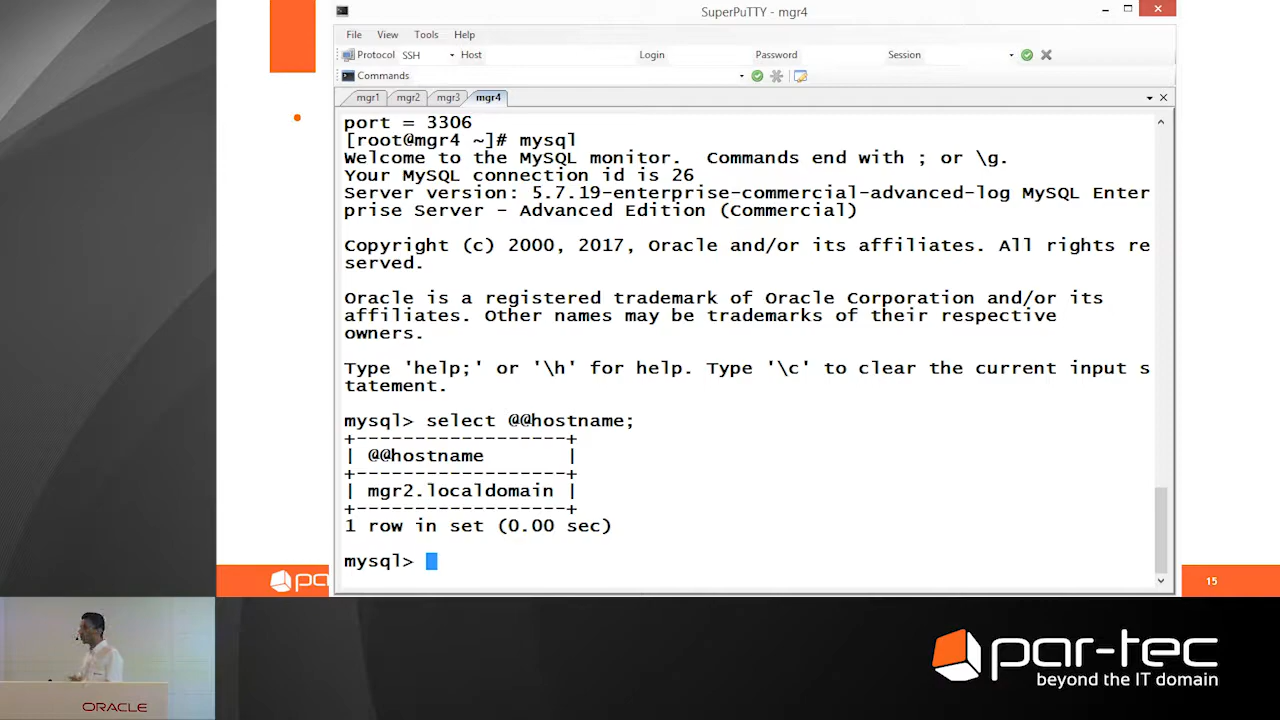 SuperPuTTY - mgr4
File View Tools Help
Protocol SSH Host Login Password Session
Commands
mgr1 mgr2 mgr3 mgr4
port = 3306
[root@mgr4 ~]# mysql
Welcome to the MySQL monitor.  Commands end with ; or \g.
Your MySQL connection id is 26
Server version: 5.7.19-enterprise-commercial-advanced-log MySQL Enter
prise Server - Advanced Edition (Commercial)
Copyright (c) 2000, 2017, Oracle and/or its affiliates. All rights re
served.
Oracle is a registered trademark of Oracle Corporation and/or its
affiliates. Other names may be trademarks of their respective
owners.
Type 'help;' or '\h' for help. Type '\c' to clear the current input s
tatement.
mysql> select @@hostname;
+------------------+
| @@hostname       |
+------------------+
| mgr2.localdomain |
+------------------+
1 row in set (0.00 sec)
mysql>
pa
15
ORACLE
par-tec
beyond the IT domain